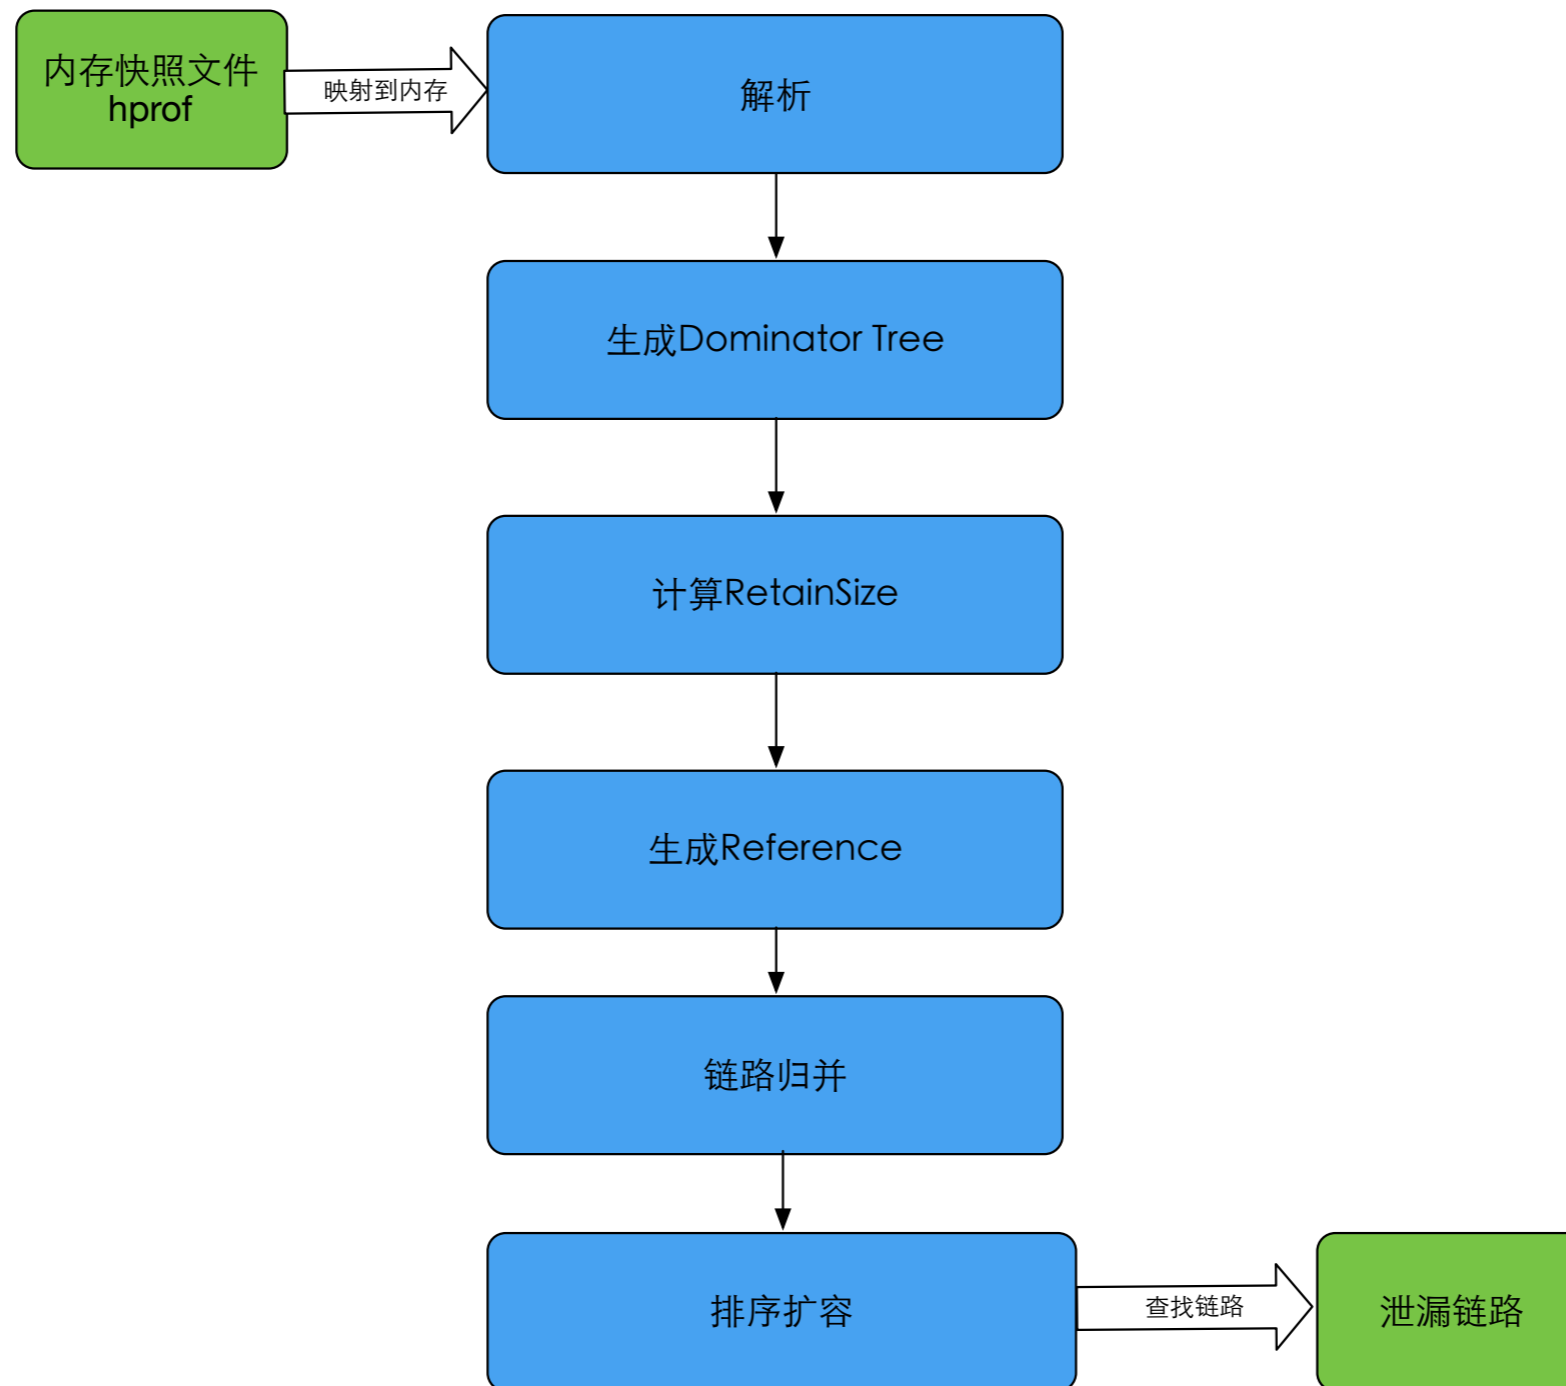 内存快照文件
hprof
映射到内存
解析
生成Dominator Tree
计算RetainSize
生成Reference
链路归并
排序扩容
查找链路
泄漏链路